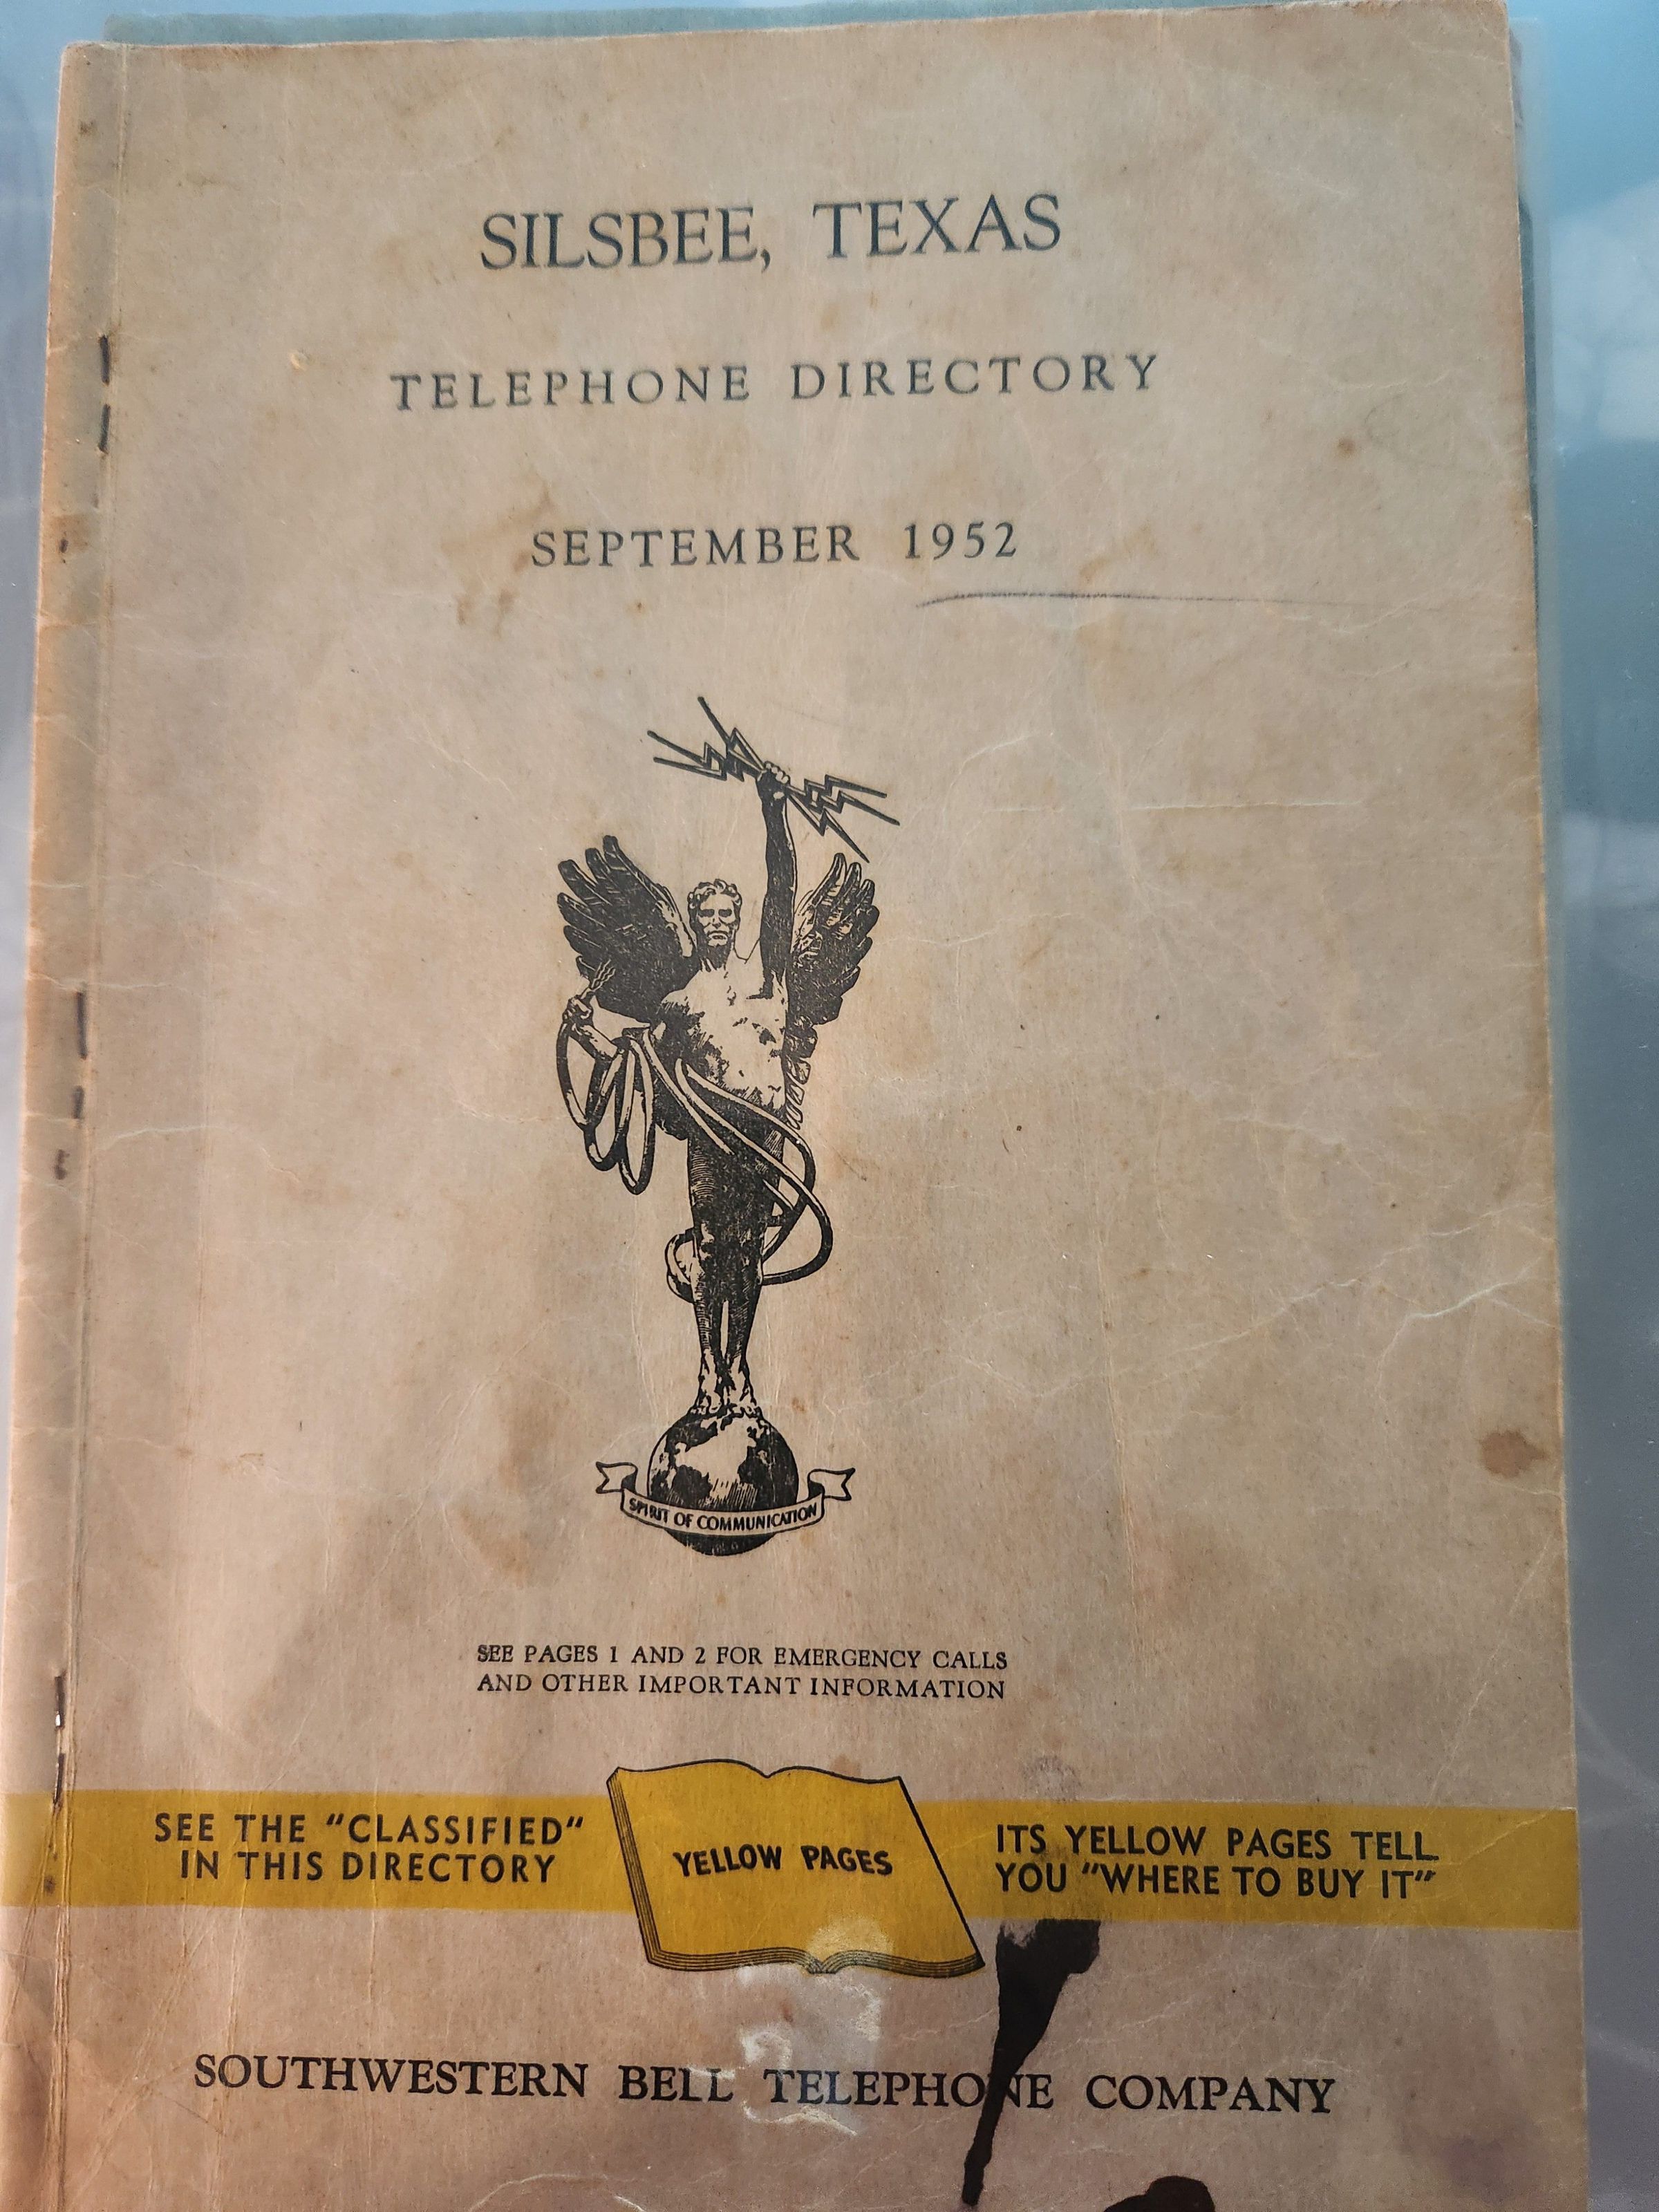 SILSBEE, TEXAS
TELEPHONE DIRECTORY
SEPTEMBER 1952
SPIRIT OF COMMUNICATION
SEE PAGES 1 AND 2 FOR EMERGENCY CALLS
AND OTHER IMPORTANT INFORMATION
SEE THE "CLASSIFIED"
IN THIS DIRECTORY
YELLOW PAGES
ITS YELLOW PAGES TELL
YOU "WHERE TO BUY IT"
SOUTHWESTERN BELL TELEPHONE COMPANY